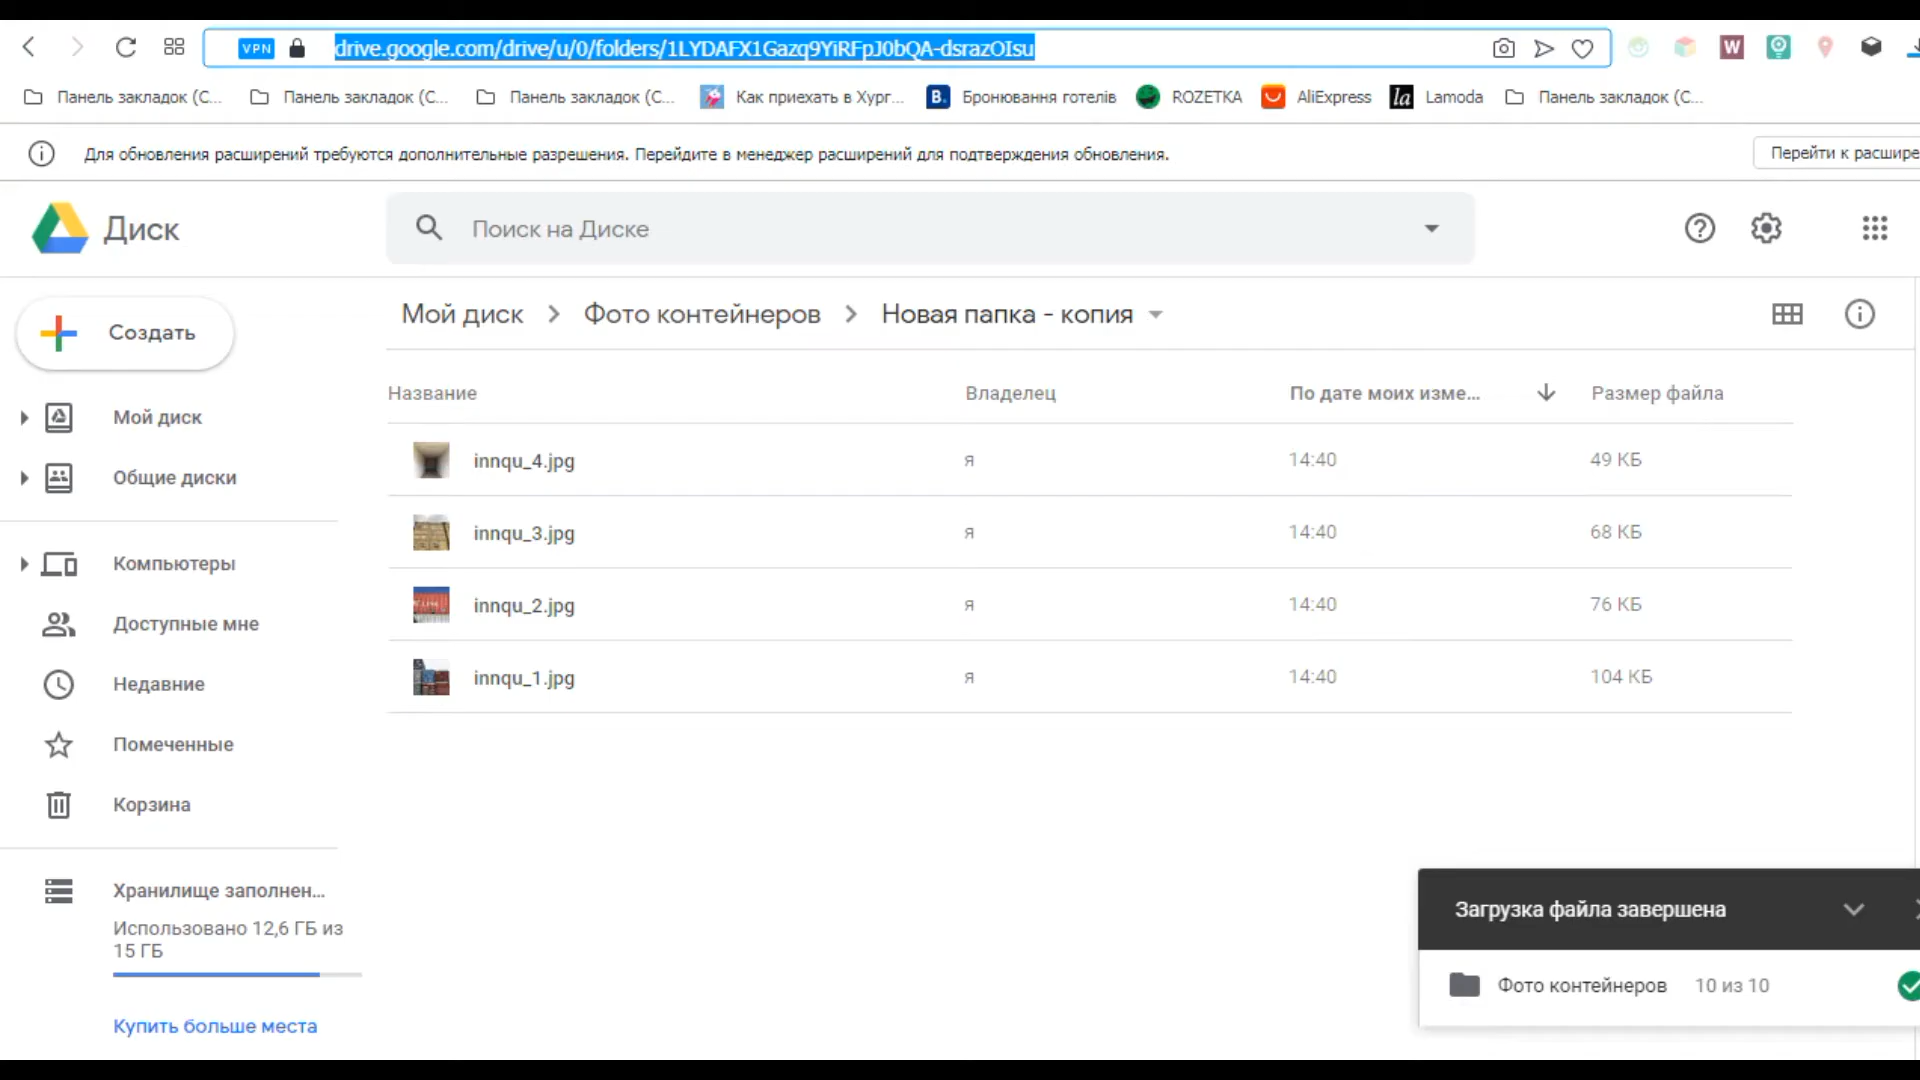 VPN drive.google.com/drive/u/0/folders/1LYDAFX1Gazq9YiRFpJ0bQA-dsrazOIsu W
Панель закладок (С... Панель закладок (С... Панель закладок (С... Как приехать в Хург... B. Бронювання готелів ROZETKA AliExpress la Lamoda Панель закладок (С...
Для обновления расширений требуются дополнительные разрешения. Перейдите в менеджер расширений для подтверждения обновления. Перейти к расшире
Диск Поиск на Диске
Создать
Мой диск
Общие диски
Компьютеры
Доступные мне
Недавние
Помеченные
Корзина
Хранилище заполнен...
Использовано 12,6 ГБ из
15 ГБ
Купить больше места
Мой диск > Фото контейнеров > Новая папка - копия
Название Владелец По дате моих изме... Размер файла
innqu_4.jpg я 14:40 49 КБ
innqu_3.jpg я 14:40 68 КБ
innqu_2.jpg я 14:40 76 КБ
innqu_1.jpg я 14:40 104 КБ
Загрузка файла завершена
Фото контейнеров 10 из 10